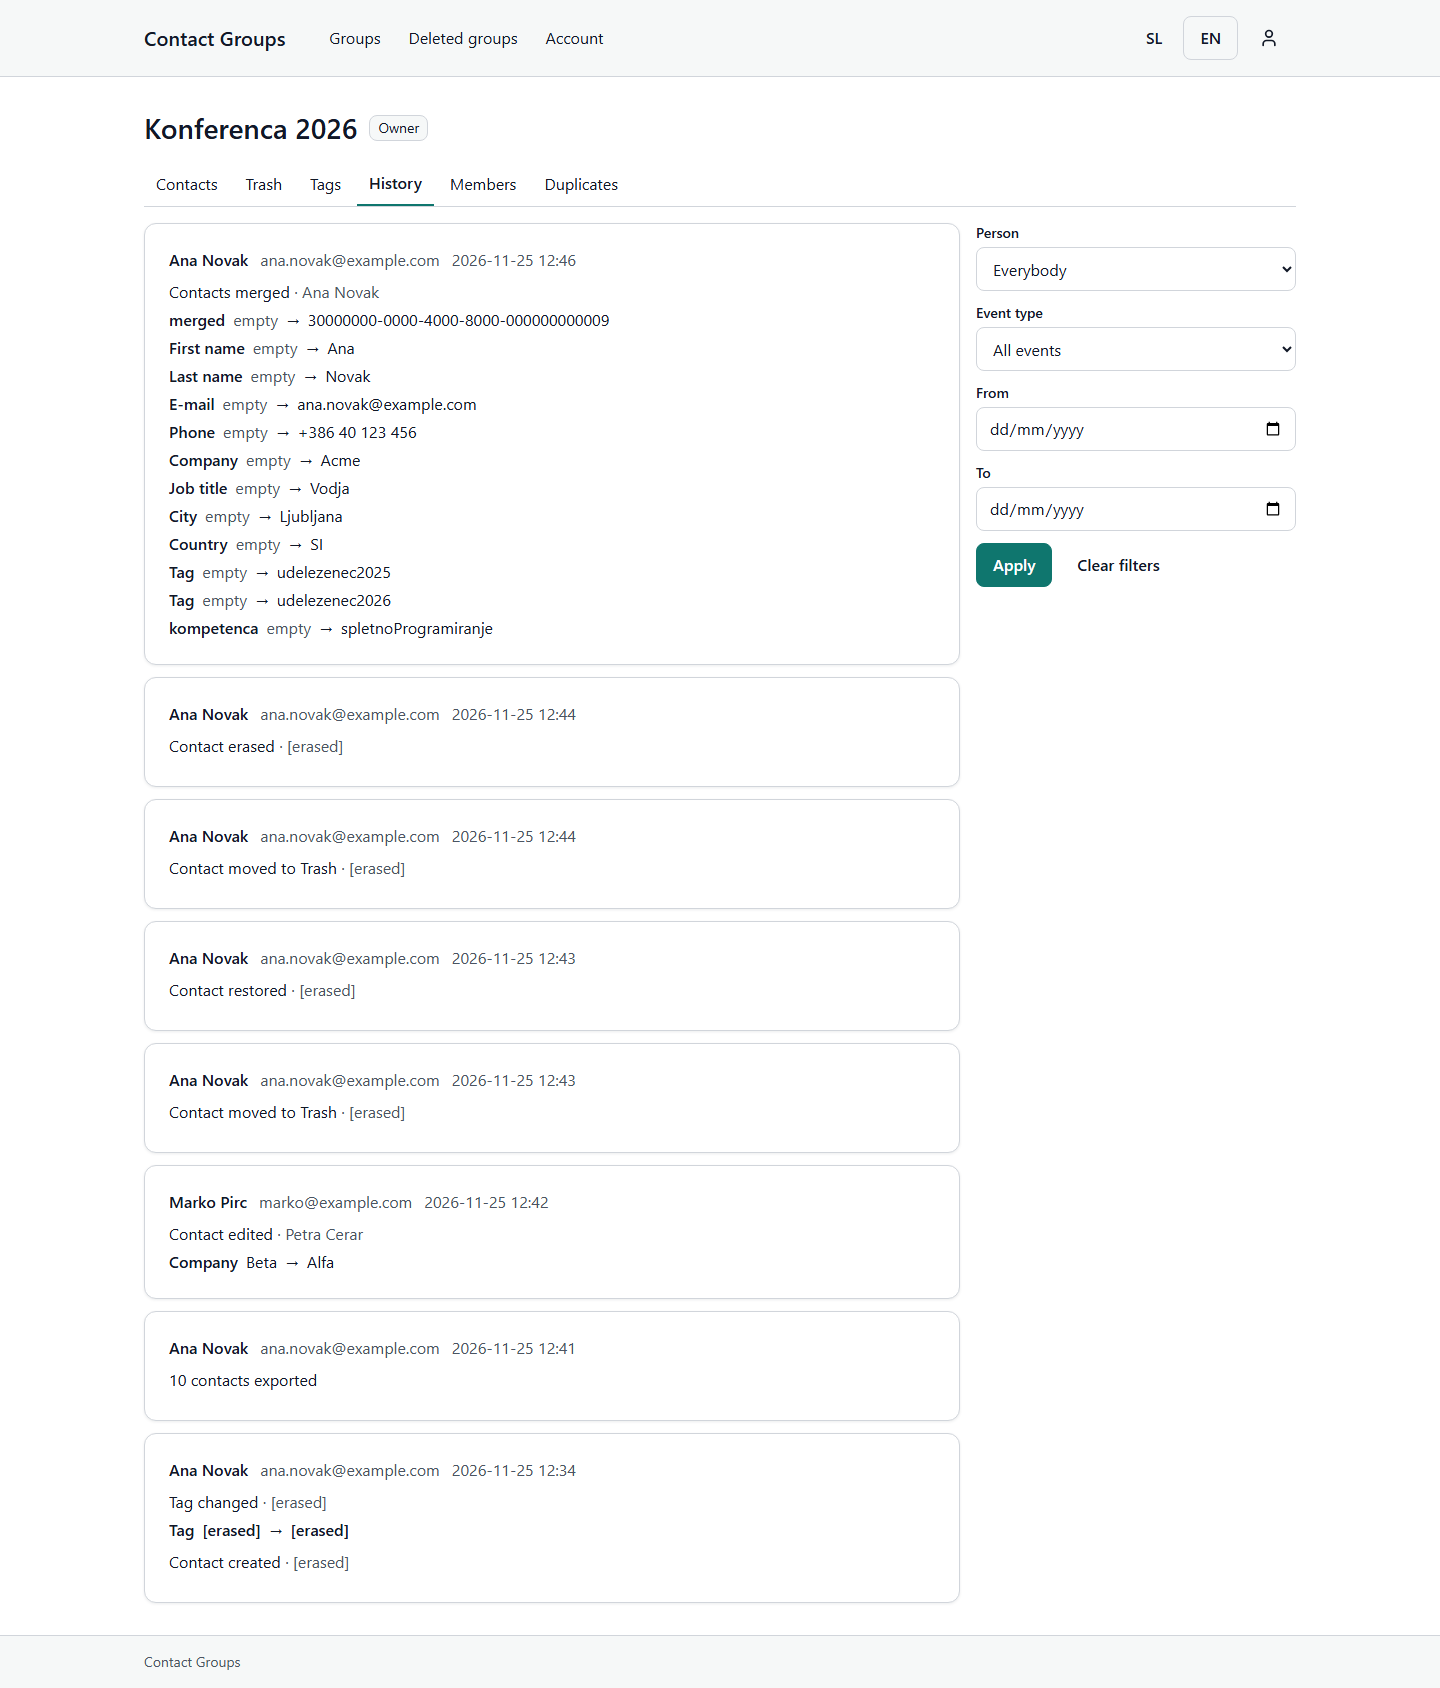 Contact Groups Groups Deleted groups Account SL EN
Konferenca 2026 Owner
Contacts Trash Tags History Members Duplicates
Ana Novak ana.novak@example.com 2026-11-25 12:46
Contacts merged · Ana Novak
merged empty → 30000000-0000-4000-8000-000000000009
First name empty → Ana
Last name empty → Novak
E-mail empty → ana.novak@example.com
Phone empty → +386 40 123 456
Company empty → Acme
Job title empty → Vodja
City empty → Ljubljana
Country empty → SI
Tag empty → udelezenec2025
Tag empty → udelezenec2026
kompetenca empty → spletnoProgramiranje
Ana Novak ana.novak@example.com 2026-11-25 12:44
Contact erased · [erased]
Ana Novak ana.novak@example.com 2026-11-25 12:44
Contact moved to Trash · [erased]
Ana Novak ana.novak@example.com 2026-11-25 12:43
Contact restored · [erased]
Ana Novak ana.novak@example.com 2026-11-25 12:43
Contact moved to Trash · [erased]
Marko Pirc marko@example.com 2026-11-25 12:42
Contact edited · Petra Cerar
Company Beta → Alfa
Ana Novak ana.novak@example.com 2026-11-25 12:41
10 contacts exported
Ana Novak ana.novak@example.com 2026-11-25 12:34
Tag changed · [erased]
Tag [erased] → [erased]
Contact created · [erased]
Person
Everybody
Event type
All events
From
dd/mm/yyyy
To
dd/mm/yyyy
Apply Clear filters
Contact Groups